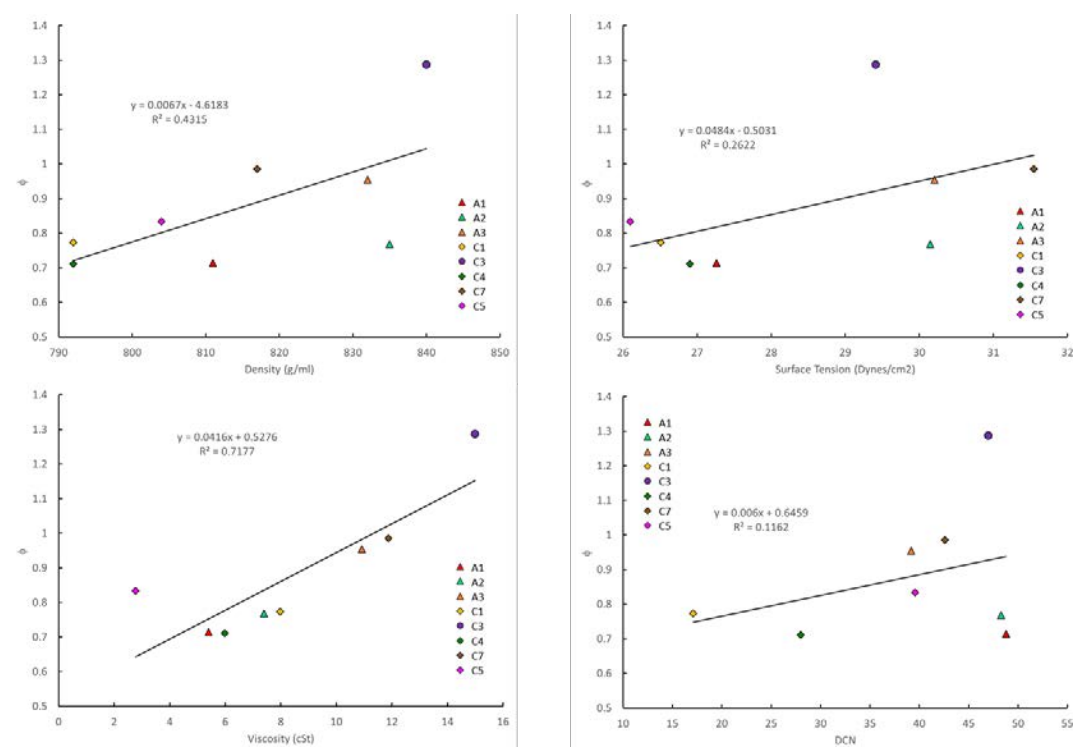 1.4
1.3
1.2
1.1
1
0.9
0.8
0.7
0.6
0.5
ϕ
y = 0.0067x - 4.6183
R² = 0.4315
A1
A2
A3
C1
C3
C4
C7
C5
790 800 810 820 830 840 850
Density (g/ml)
1.4
1.3
1.2
1.1
1
0.9
0.8
0.7
0.6
0.5
ϕ
y = 0.0484x - 0.5031
R² = 0.2622
A1
A2
A3
C1
C3
C4
C7
C5
26 27 28 29 30 31 32
Surface Tension (Dynes/cm2)
1.4
1.3
1.2
1.1
1
0.9
0.8
0.7
0.6
0.5
ϕ
y = 0.0416x + 0.5276
R² = 0.7177
A1
A2
A3
C1
C3
C4
C7
C5
0 2 4 6 8 10 12 14 16
Viscosity (cSt)
1.4
1.3
1.2
1.1
1
0.9
0.8
0.7
0.6
0.5
ϕ
A1
A2
A3
C1
C3
C4
C7
C5
y = 0.006x + 0.6459
R² = 0.1162
10 15 20 25 30 35 40 45 50 55
DCN